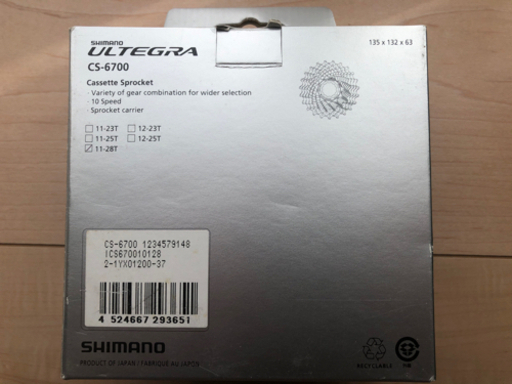 SHIMANO
ULTEGRA
CS-6700
135 x 132 x 63
Cassette Sprocket
· Variety of gear combination for wider selection
· 10 Speed
· Sprocket carrier
11-23T 12-23T
11-25T 12-25T
11-28T
CS-6700 1234579148
ICS670010128
2-1YX01200-37
4 524667 293651
SHIMANO
PRODUCT OF JAPAN / FABRIQUÉ AU JAPON
RECYCLABLE